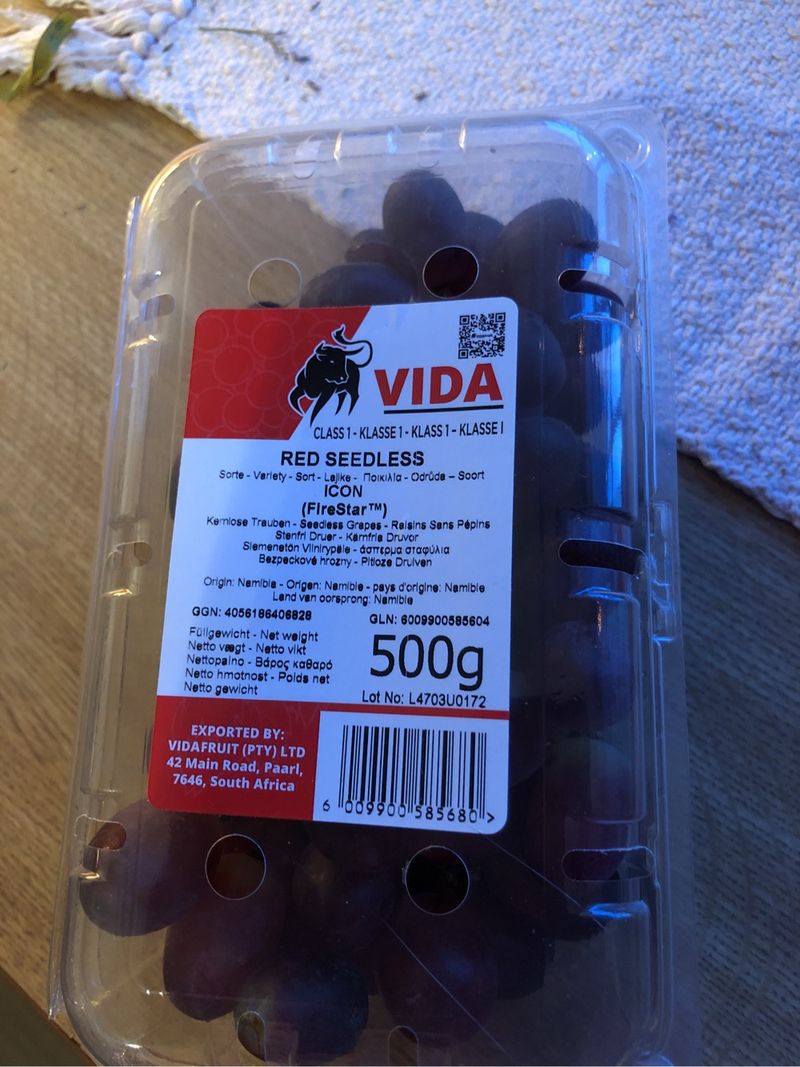 VIDA
CLASS 1 - KLASSE 1 - KLASS 1 - KLASSE I
RED SEEDLESS
Sorte - Variety - Sort - Lajike - Ποικιλία - Odrůda - Soort
ICON
(FireStar™)
Kernlose Trauben - Seedless Grapes - Raisins Sans Pépins
Stenfri Druer - Kärnfria Druvor
Siemenetön Viinirypäle - άσπερμα σταφύλια
Bezpeckové hrozny - Pitloze Druiven
Origin: Namibia - Origen: Namibie - pays d'origine: Namibie
Land van oorsprong: Namibie
GGN: 4056186406828
GLN: 6009900585604
Füllgewicht - Net weight
Netto vægt - Netto vikt
Nettopaino - Βάρος καθαρό
Netto hmotnost - Poids net
Netto gewicht
500g
Lot No: L4703U0172
EXPORTED BY:
VIDAFRUIT (PTY) LTD
42 Main Road, Paarl,
7646, South Africa
6 009900 585680 >